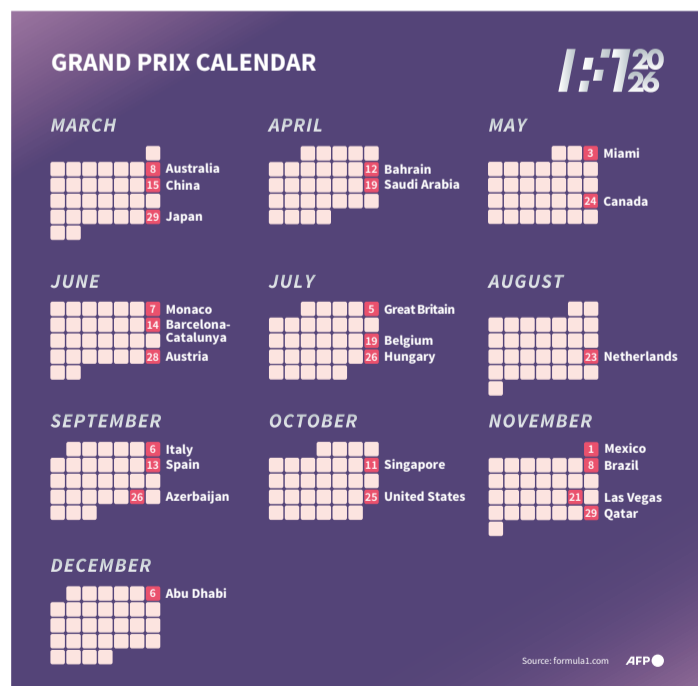 GRAND PRIX CALENDAR
20
26
MARCH
8 Australia
15 China
29 Japan
APRIL
12 Bahrain
19 Saudi Arabia
MAY
3 Miami
24 Canada
JUNE
7 Monaco
14 Barcelona-
Catalunya
28 Austria
JULY
5 Great Britain
19 Belgium
26 Hungary
AUGUST
23 Netherlands
SEPTEMBER
6 Italy
13 Spain
26 Azerbaijan
OCTOBER
11 Singapore
25 United States
NOVEMBER
1 Mexico
8 Brazil
21 Las Vegas
29 Qatar
DECEMBER
6 Abu Dhabi
Source: formula1.com AFP